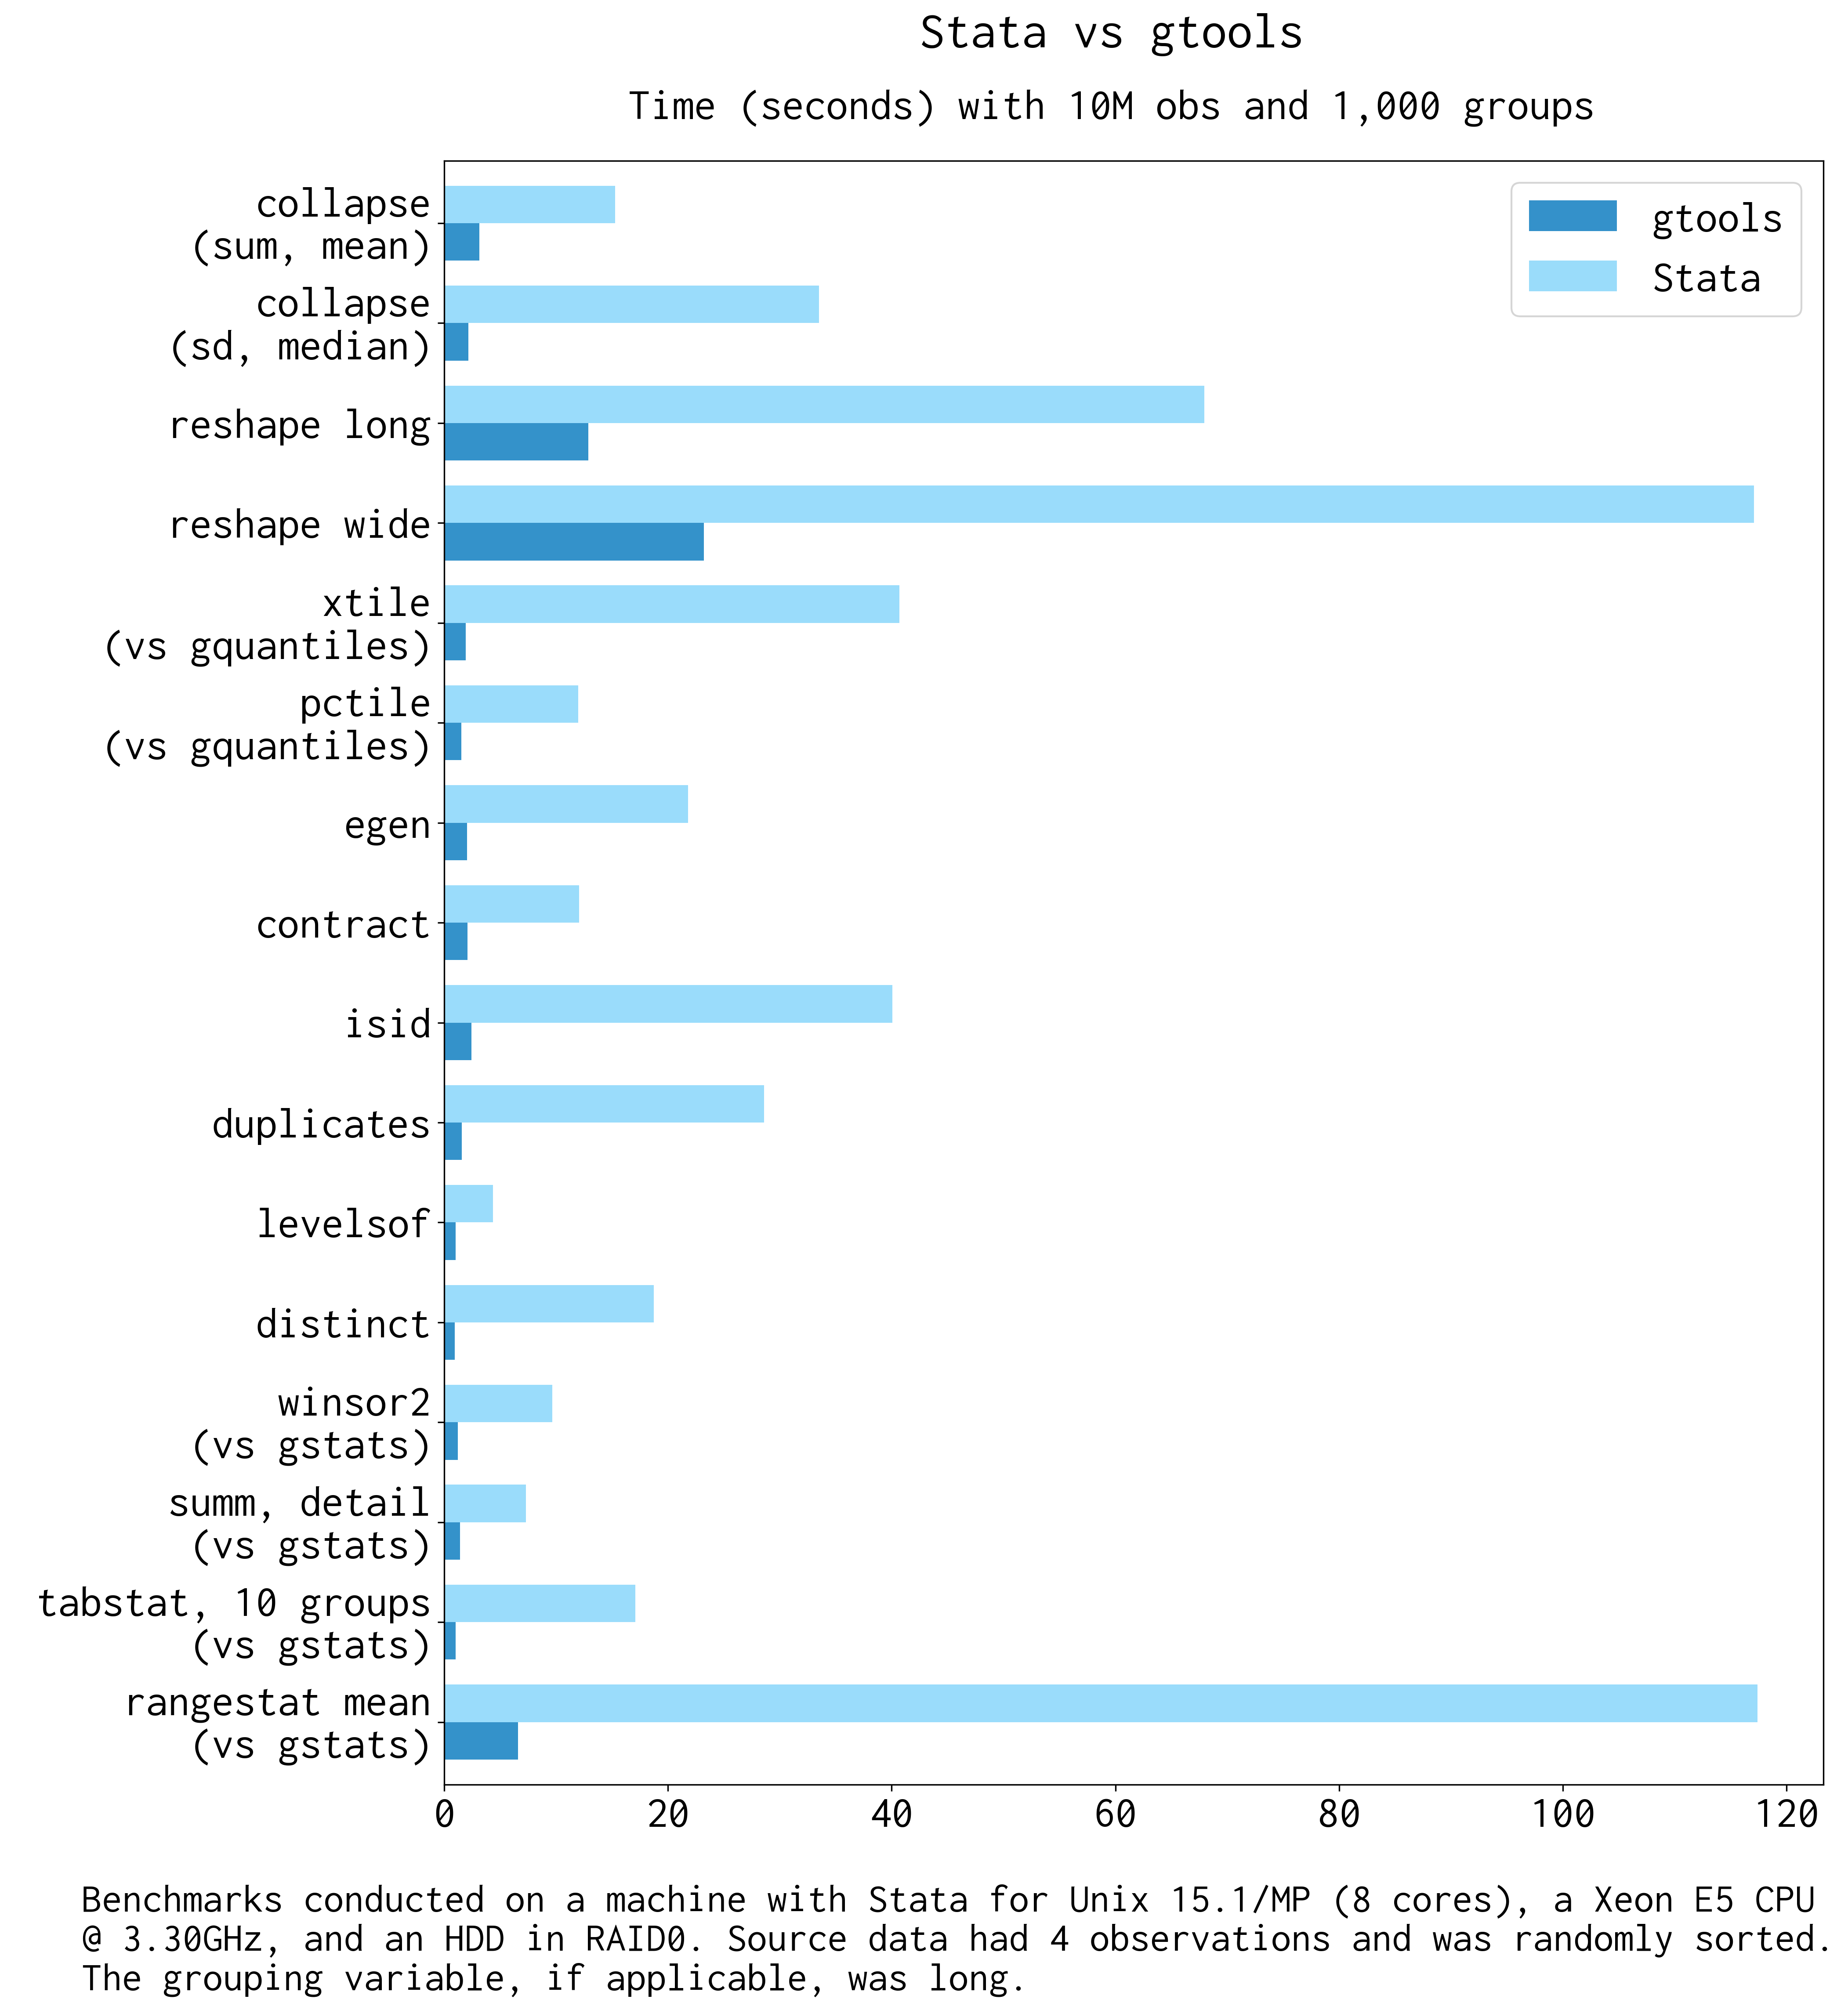 Stata vs gtools
Time (seconds) with 10M obs and 1,000 groups
gtools
Stata
collapse
(sum, mean)
collapse
(sd, median)
reshape long
reshape wide
xtile
(vs gquantiles)
pctile
(vs gquantiles)
egen
contract
isid
duplicates
levelsof
distinct
winsor2
(vs gstats)
summ, detail
(vs gstats)
tabstat, 10 groups
(vs gstats)
rangestat mean
(vs gstats)
0 20 40 60 80 100 120
Benchmarks conducted on a machine with Stata for Unix 15.1/MP (8 cores), a Xeon E5 CPU
@ 3.30GHz, and an HDD in RAID0. Source data had 4 observations and was randomly sorted.
The grouping variable, if applicable, was long.